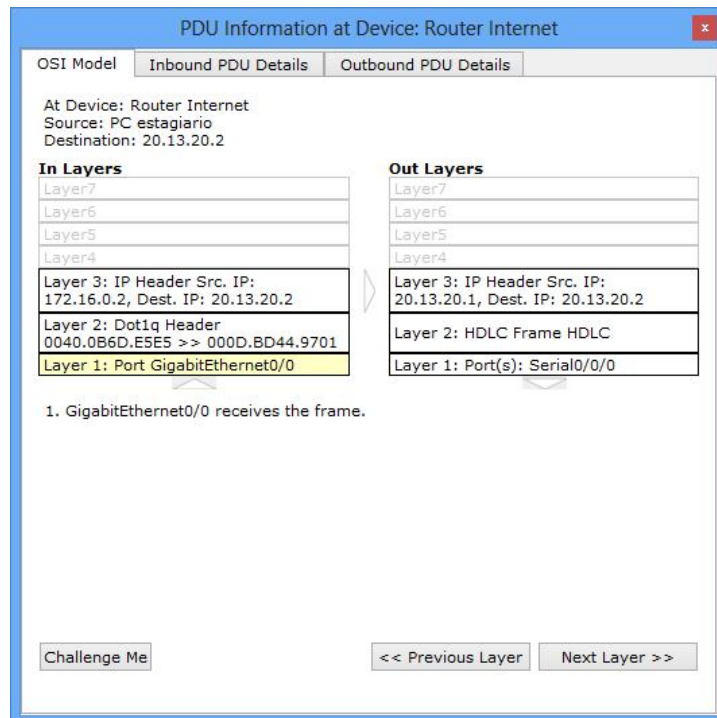 PDU Information at Device: Router Internet
x
OSI Model
Inbound PDU Details
Outbound PDU Details
At Device: Router Internet
Source: PC estagiario
Destination: 20.13.20.2
In Layers
Layer7
Layer6
Layer5
Layer4
Layer 3: IP Header Src. IP:
172.16.0.2, Dest. IP: 20.13.20.2
Layer 2: Dot1q Header
0040.0B6D.E5E5 >> 000D.BD44.9701
Layer 1: Port GigabitEthernet0/0
Out Layers
Layer7
Layer6
Layer5
Layer4
Layer 3: IP Header Src. IP:
20.13.20.1, Dest. IP: 20.13.20.2
Layer 2: HDLC Frame HDLC
Layer 1: Port(s): Serial0/0/0
1. GigabitEthernet0/0 receives the frame.
Challenge Me
<< Previous Layer
Next Layer >>